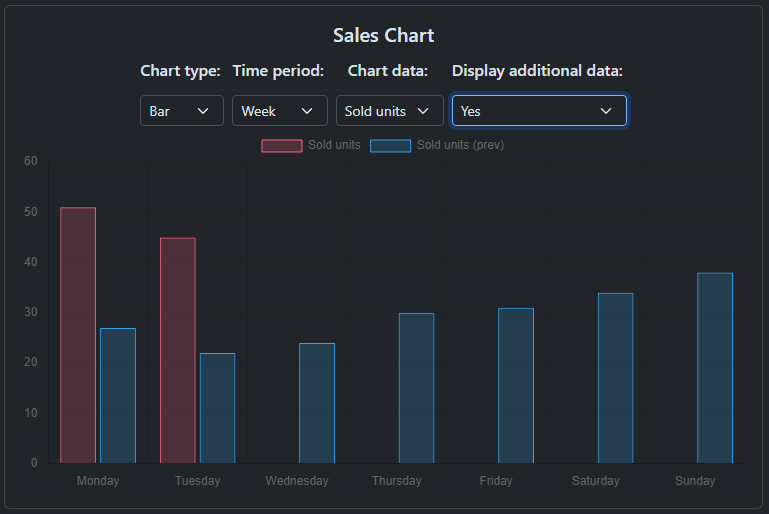 Sales Chart
Chart type: Time period: Chart data: Display additional data:
Bar Week Sold units Yes
Sold units Sold units (prev)
60
50
40
30
20
10
0
Monday Tuesday Wednesday Thursday Friday Saturday Sunday